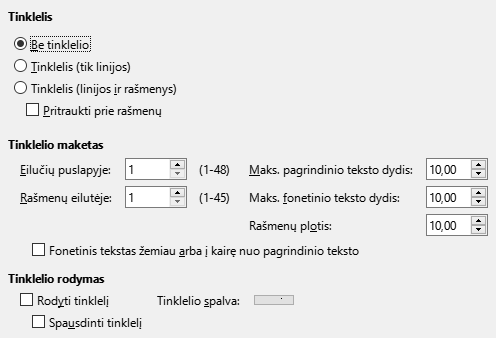 Tinklelis
Be tinklelio
Tinklelis (tik linijos)
Tinklelis (linijos ir rašmenys)
Pritraukti prie rašmenų
Tinklelio maketas
Eilučių puslapyje: 1 (1-48) Maks. pagrindinio teksto dydis: 10,00
Rašmenų eilutėje: 1 (1-45) Maks. fonetinio teksto dydis: 10,00
Rašmenų plotis: 10,00
Fonetinis tekstas žemiau arba į kairę nuo pagrindinio teksto
Tinklelio rodymas
Rodyti tinklelį Tinklelio spalva:
Spausdinti tinklelį